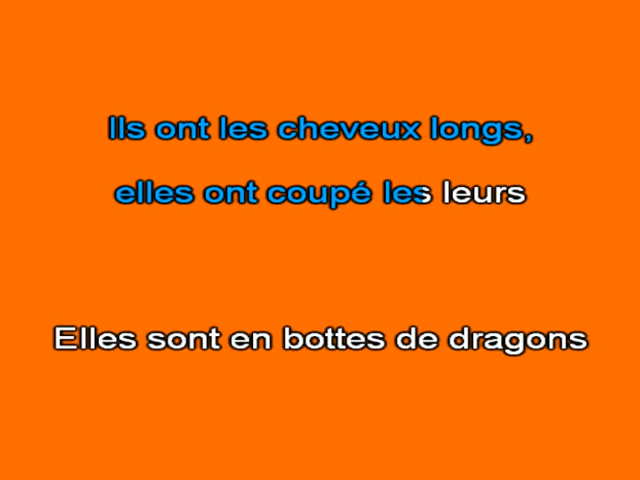 Ils ont les cheveux longs,
elles ont coupé les leurs
Elles sont en bottes de dragons